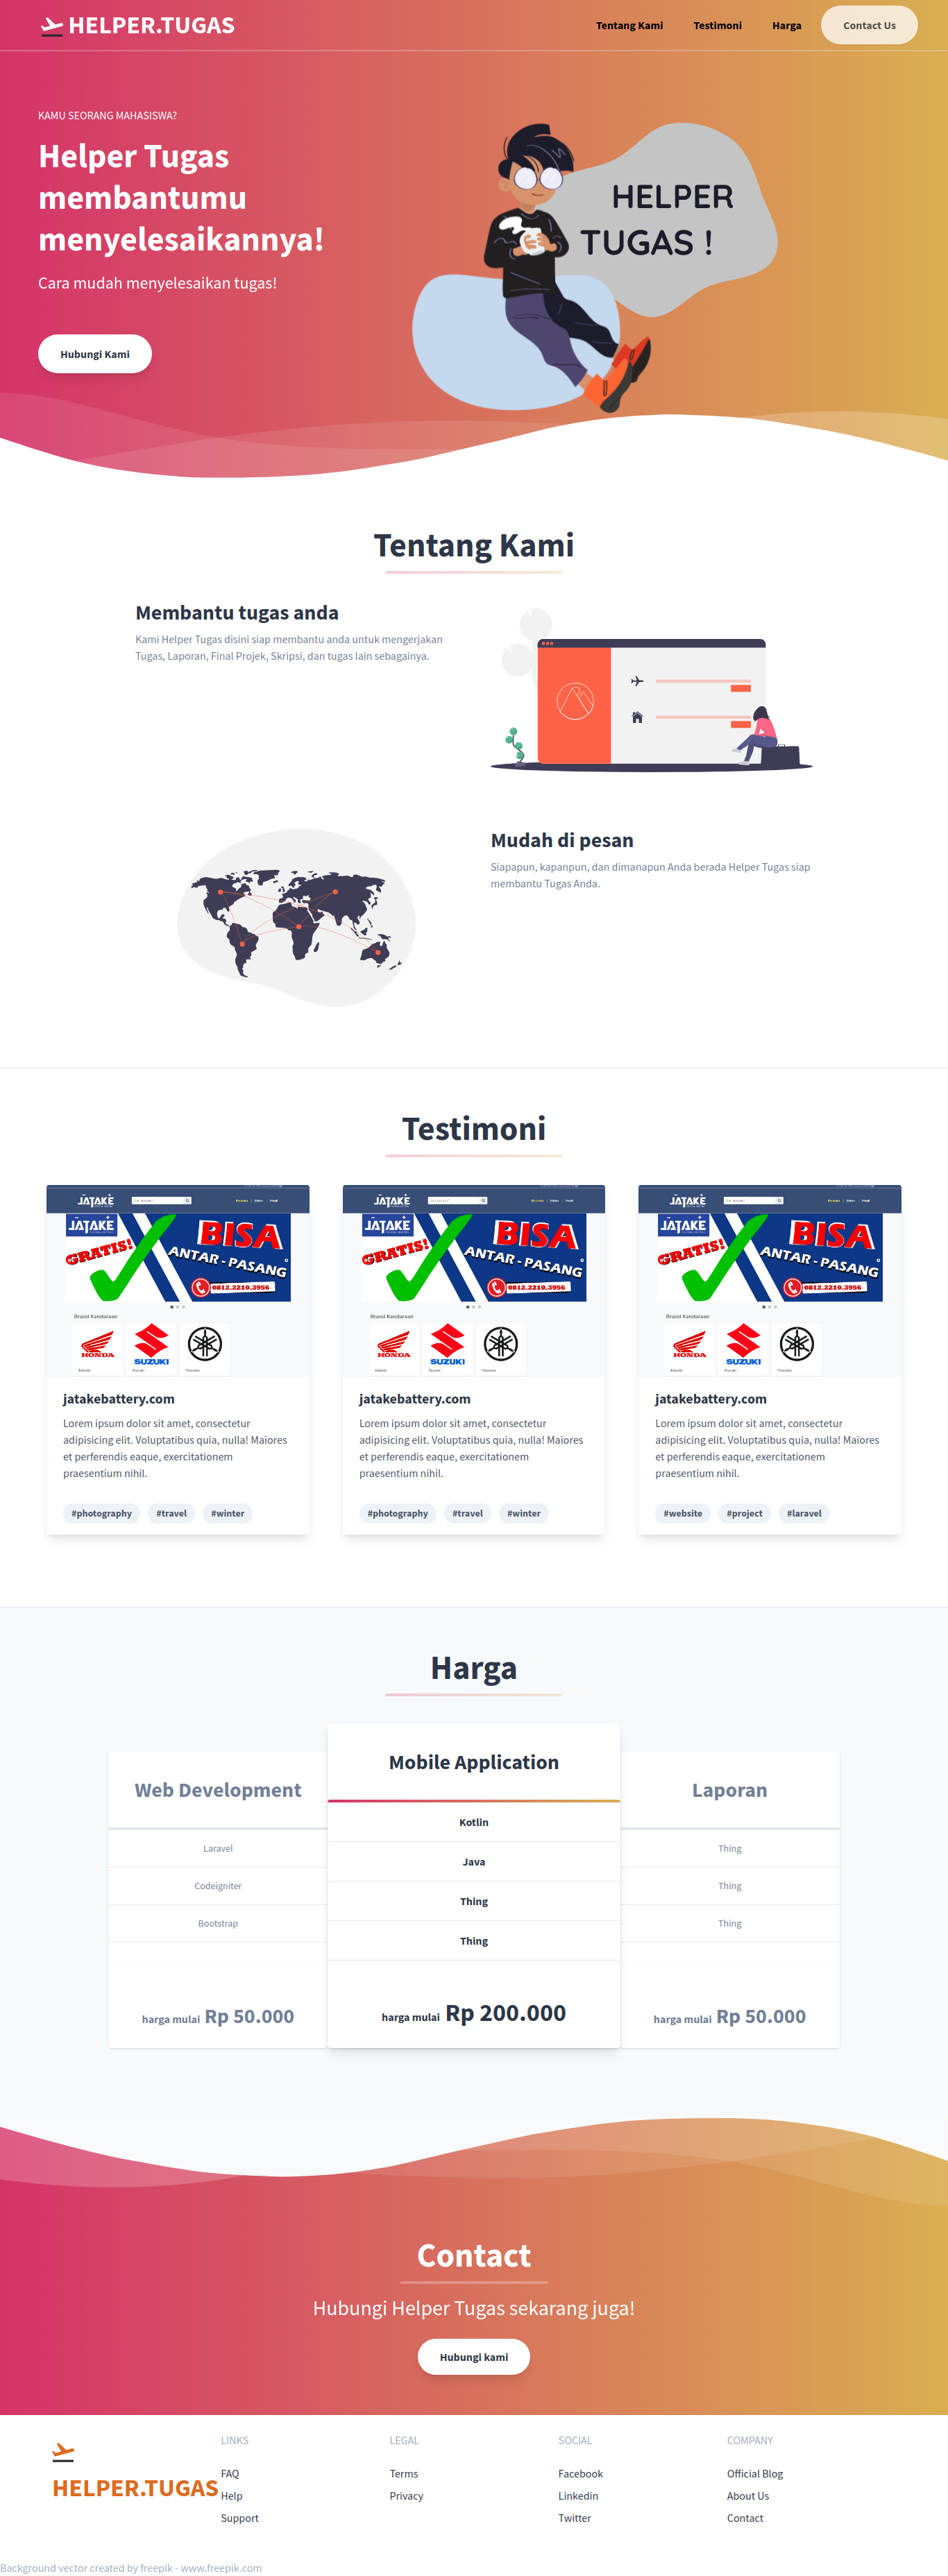 HELPER.TUGAS
Tentang Kami
Testimoni
Harga
Contact Us
KAMU SEORANG MAHASISWA?
Helper Tugas
membantumu
menyelesaikannya!
Cara mudah menyelesaikan tugas!
Hubungi Kami
HELPER
TUGAS !
Tentang Kami
Membantu tugas anda
Kami Helper Tugas disini siap membantu anda untuk mengerjakan
Tugas, Laporan, Final Projek, Skripsi, dan tugas lain sebagainya.
Mudah di pesan
Siapapun, kapanpun, dan dimanapun Anda berada Helper Tugas siap
membantu Tugas Anda.
Testimoni
JATAKE
JATAKE
GRATIS!
BISA
ANTAR - PASANG
0812.2210.3956
Brand Kendaraan
HONDA
SUZUKI
Honda
Suzuki
Yamaha
jatakebattery.com
Lorem ipsum dolor sit amet, consectetur
adipisicing elit. Voluptatibus quia, nulla! Maiores
et perferendis eaque, exercitationem
praesentium nihil.
#photography
#travel
#winter
JATAKE
JATAKE
GRATIS!
BISA
ANTAR - PASANG
0812.2210.3956
Brand Kendaraan
HONDA
SUZUKI
Honda
Suzuki
Yamaha
jatakebattery.com
Lorem ipsum dolor sit amet, consectetur
adipisicing elit. Voluptatibus quia, nulla! Maiores
et perferendis eaque, exercitationem
praesentium nihil.
#photography
#travel
#winter
JATAKE
JATAKE
GRATIS!
BISA
ANTAR - PASANG
0812.2210.3956
Brand Kendaraan
HONDA
SUZUKI
Honda
Suzuki
Yamaha
jatakebattery.com
Lorem ipsum dolor sit amet, consectetur
adipisicing elit. Voluptatibus quia, nulla! Maiores
et perferendis eaque, exercitationem
praesentium nihil.
#website
#project
#laravel
Harga
Web Development
Laravel
Codeigniter
Bootstrap
harga mulai Rp 50.000
Mobile Application
Kotlin
Java
Thing
Thing
harga mulai Rp 200.000
Laporan
Thing
Thing
Thing
harga mulai Rp 50.000
Contact
Hubungi Helper Tugas sekarang juga!
Hubungi kami
HELPER.TUGAS
LINKS
FAQ
Help
Support
LEGAL
Terms
Privacy
SOCIAL
Facebook
Linkedin
Twitter
COMPANY
Official Blog
About Us
Contact
Background vector created by freepik - www.freepik.com